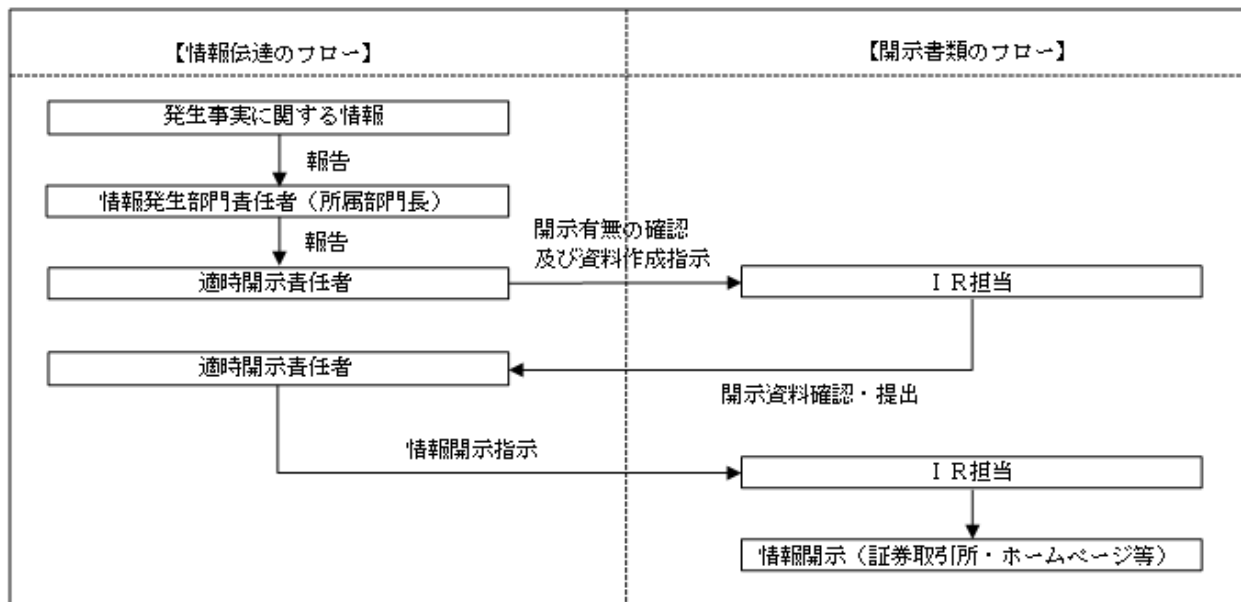 【情報伝達のフロー】
【開示書類のフロー】
発生事実に関する情報
報告
情報発生部門責任者（所属部門長）
報告
開示有無の確認
及び資料作成指示
適時開示責任者
ＩＲ担当
適時開示責任者
開示資料確認・提出
情報開示指示
ＩＲ担当
情報開示（証券取引所・ホームページ等）